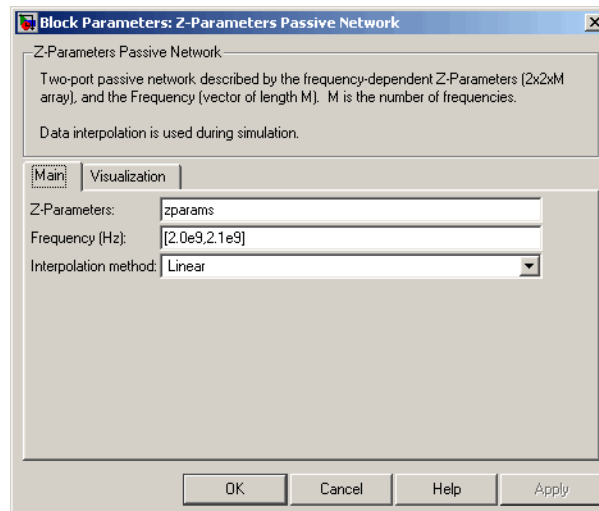 Block Parameters: Z-Parameters Passive Network
Z-Parameters Passive Network
Two-port passive network described by the frequency-dependent Z-Parameters (2x2xM
array), and the Frequency (vector of length M). M is the number of frequencies.
Data interpolation is used during simulation.
Main Visualization
Z-Parameters: zparams
Frequency (Hz): [2.0e9,2.1e9]
Interpolation method: Linear
OK Cancel Help Apply